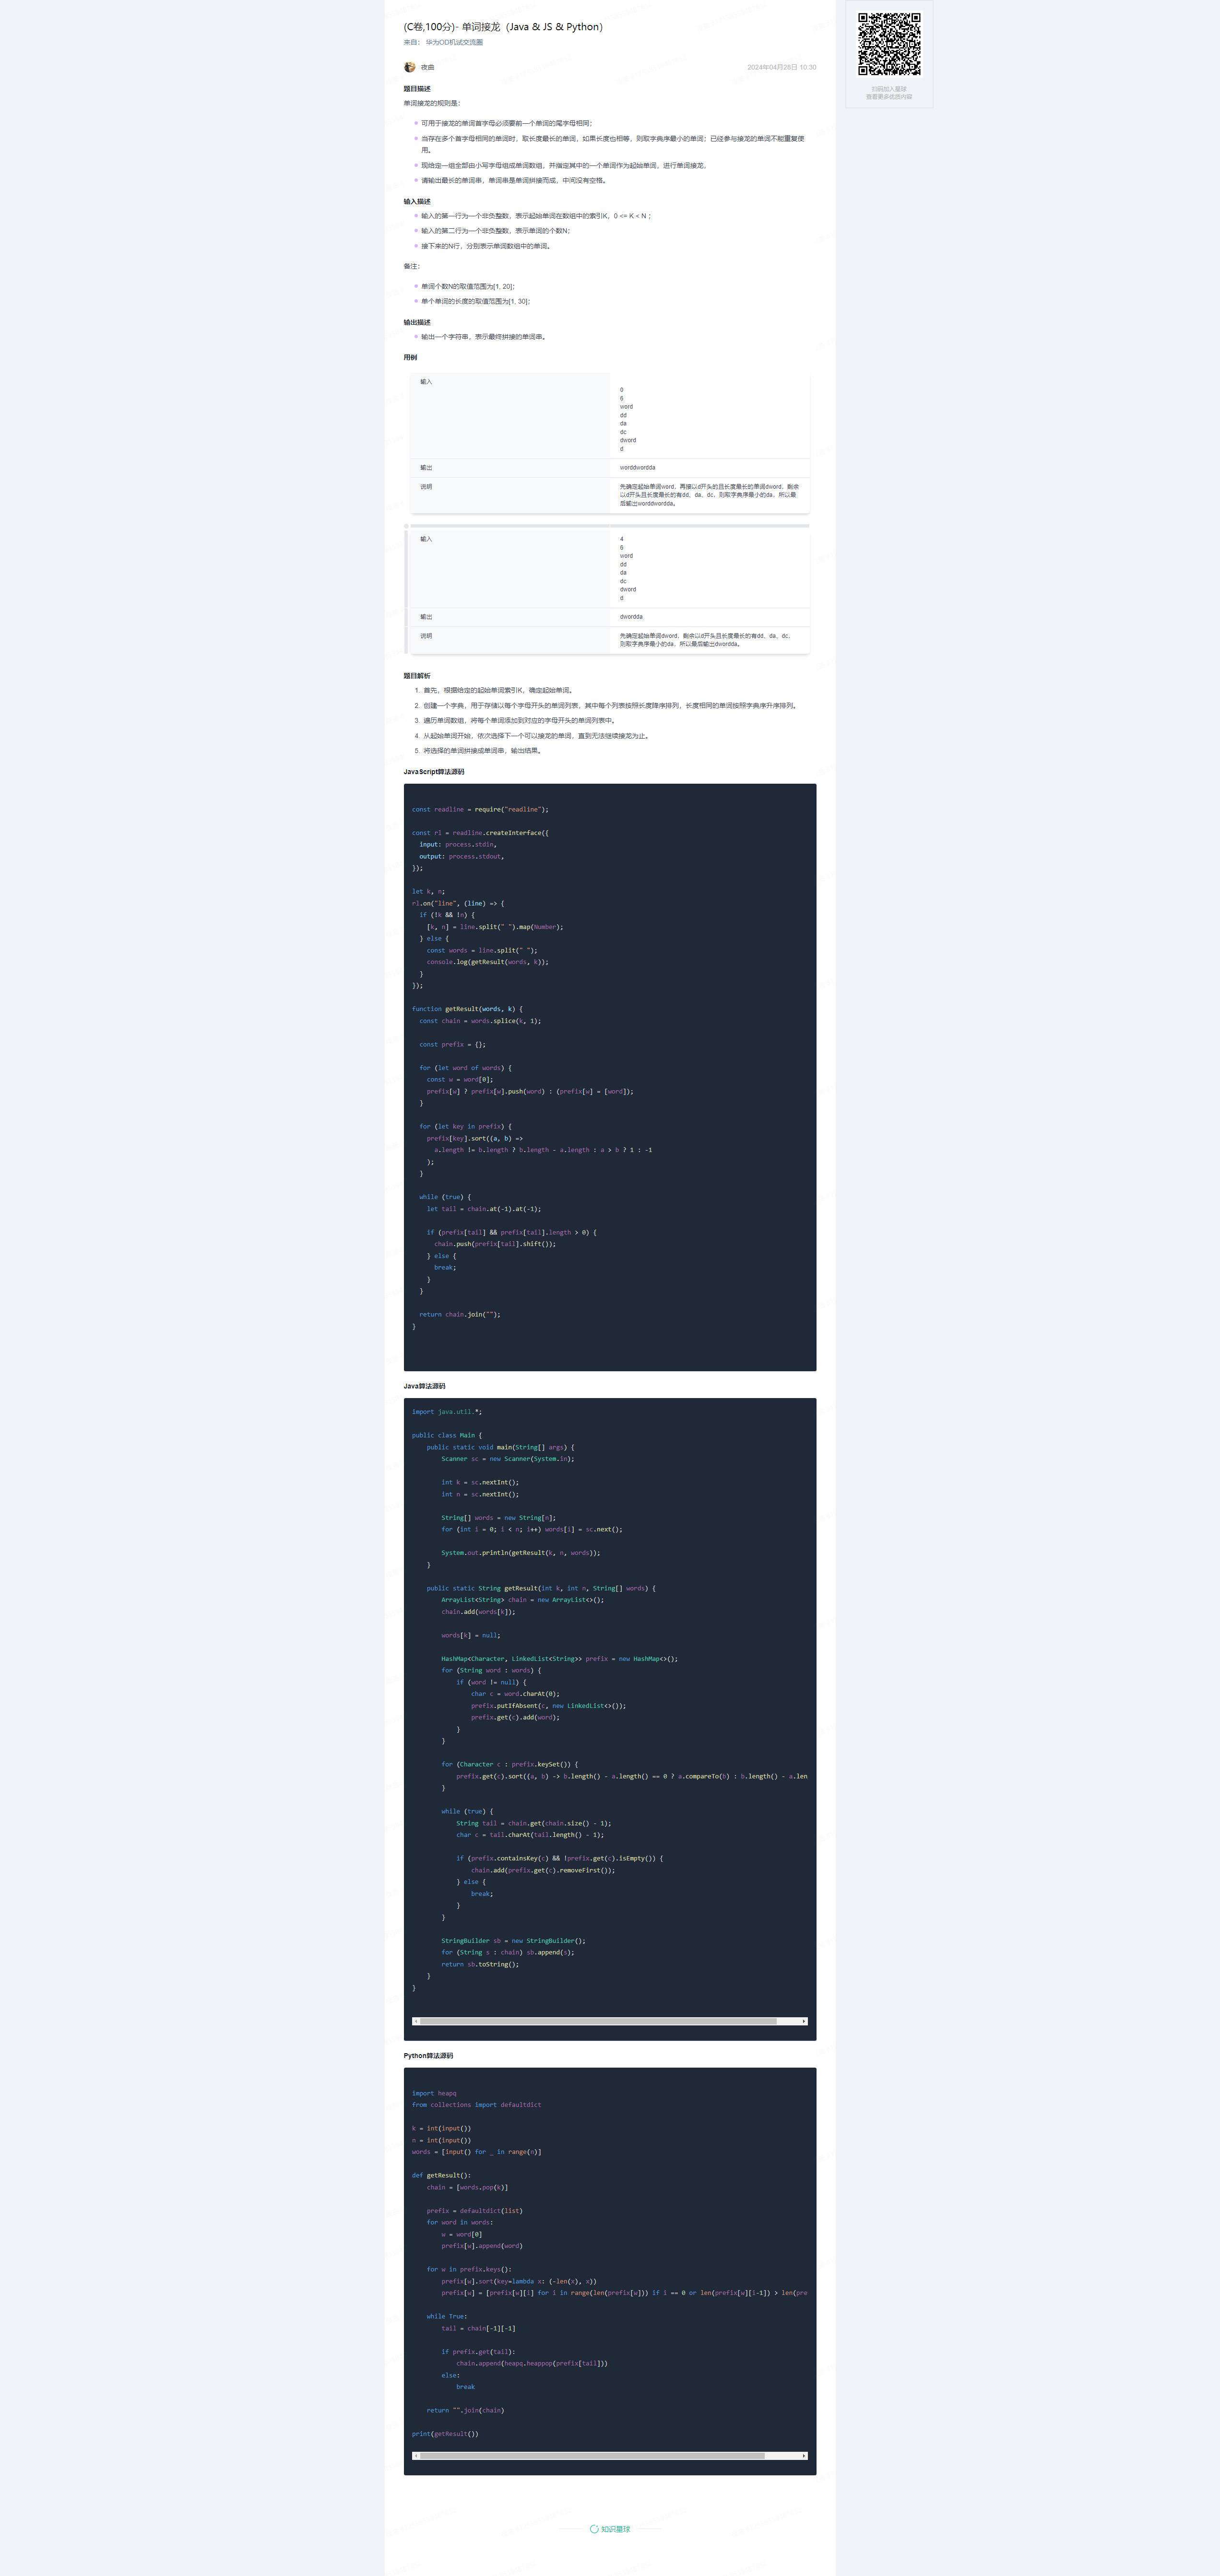 (C卷,100分)- 单词接龙（Java & JS & Python）
来自： 华为OD机试交流圈
夜曲
2024年04月26日 10:30
扫码加入星球
查看更多优质内容
题目描述
单词接龙的规则是：
可用于接龙的单词首字母必须要前一个单词的尾字母相同；
当存在多个首字母相同的单词时，取长度最长的单词，如果长度也相等，则取字典序最小的单词；已经参与接龙的单词不能重复使
用。
现给定一组全部由小写字母组成单词数组，并指定其中的一个单词作为起始单词，进行单词接龙，
请输出最长的单词串，单词串是单词拼接而成，中间没有空格。
输入描述
输入的第一行为一个非负整数，表示起始单词在数组中的索引K，0 <= K < N ；
输入的第二行为一个非负整数，表示单词的个数N；
接下来的N行，分别表示单词数组中的单词。
备注：
单词个数N的取值范围为[1, 20]；
单个单词的长度的取值范围为[1, 30]；
输出描述
输出一个字符串，表示最终拼接的单词串。
用例
输入
0
6
word
dd
da
dc
dword
d
输出
worddwordda
说明
先确定起始单词word，再接以d开头的且长度最长的单词dword，剩余
以d开头且长度最长的有dd、da、dc，则取字典序最小的da，所以最
后输出worddwordda。
输入
4
6
word
dd
da
dc
dword
d
输出
dwordda
说明
先确定起始单词dword，剩余以d开头且长度最长的有dd、da、dc，
则取字典序最小的da，所以最后输出dwordda。
题目解析
1. 首先，根据给定的起始单词索引K，确定起始单词。
2. 创建一个字典，用于存储以每个字母开头的单词列表，其中每个列表按照长度降序排列，长度相同的单词按照字典序升序排列。
3. 遍历单词数组，将每个单词添加到对应的字母开头的单词列表中。
4. 从起始单词开始，依次选择下一个可以接龙的单词，直到无法继续接龙为止。
5. 将选择的单词拼接成单词串，输出结果。
JavaScript算法源码
const readline = require("readline");
const rl = readline.createInterface({
  input: process.stdin,
  output: process.stdout,
});
let k, n;
rl.on("line", (line) => {
  if (!k && !n) {
    [k, n] = line.split(" ").map(Number);
  } else {
    const words = line.split(" ");
    console.log(getResult(words, k));
  }
});
function getResult(words, k) {
  const chain = words.splice(k, 1);
  const prefix = {};
  for (let word of words) {
    const w = word[0];
    prefix[w] ? prefix[w].push(word) : (prefix[w] = [word]);
  }
  for (let key in prefix) {
    prefix[key].sort((a, b) =>
      a.length != b.length ? b.length - a.length : a > b ? 1 : -1
    );
  }
  while (true) {
    let tail = chain.at(-1).at(-1);
    if (prefix[tail] && prefix[tail].length > 0) {
      chain.push(prefix[tail].shift());
    } else {
      break;
    }
  }
  return chain.join("");
}
Java算法源码
import java.util.*;
public class Main {
    public static void main(String[] args) {
        Scanner sc = new Scanner(System.in);
        int k = sc.nextInt();
        int n = sc.nextInt();
        String[] words = new String[n];
        for (int i = 0; i < n; i++) words[i] = sc.next();
        System.out.println(getResult(k, n, words));
    }
    public static String getResult(int k, int n, String[] words) {
        ArrayList<String> chain = new ArrayList<>();
        chain.add(words[k]);
        words[k] = null;
        HashMap<Character, LinkedList<String>> prefix = new HashMap<>();
        for (String word : words) {
            if (word != null) {
                char c = word.charAt(0);
                prefix.putIfAbsent(c, new LinkedList<>());
                prefix.get(c).add(word);
            }
        }
        for (Character c : prefix.keySet()) {
            prefix.get(c).sort((a, b) -> b.length() - a.length() == 0 ? a.compareTo(b) : b.length() - a.len
        }
        while (true) {
            String tail = chain.get(chain.size() - 1);
            char c = tail.charAt(tail.length() - 1);
            if (prefix.containsKey(c) && !prefix.get(c).isEmpty()) {
                chain.add(prefix.get(c).removeFirst());
            } else {
                break;
            }
        }
        StringBuilder sb = new StringBuilder();
        for (String s : chain) sb.append(s);
        return sb.toString();
    }
}
Python算法源码
import heapq
from collections import defaultdict
k = int(input())
n = int(input())
words = [input() for _ in range(n)]
def getResult():
    chain = [words.pop(k)]
    prefix = defaultdict(list)
    for word in words:
        w = word[0]
        prefix[w].append(word)
    for w in prefix.keys():
        prefix[w].sort(key=lambda x: (-len(x), x))
        prefix[w] = [prefix[w][i] for i in range(len(prefix[w])) if i == 0 or len(prefix[w][i-1]) > len(pre
    while True:
        tail = chain[-1][-1]
        if prefix.get(tail):
            chain.append(heapq.heappop(prefix[tail]))
        else:
            break
    return "".join(chain)
print(getResult())
知识星球